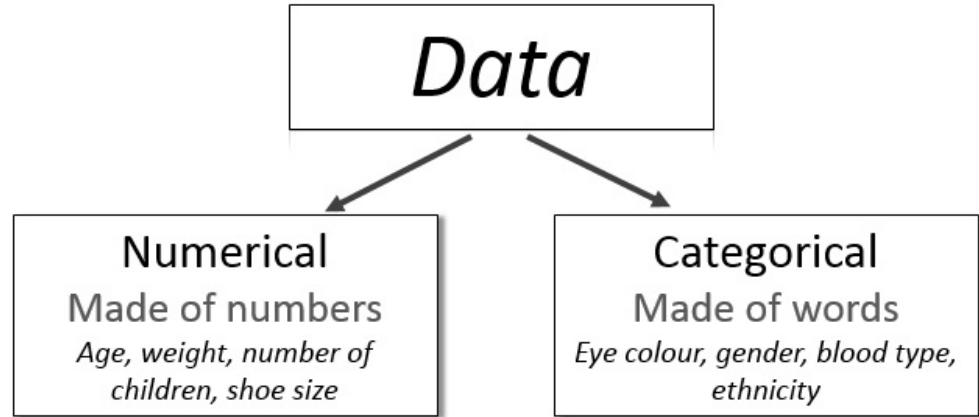 Data
Numerical
Made of numbers
Age, weight, number of
children, shoe size
Categorical
Made of words
Eye colour, gender, blood type,
ethnicity